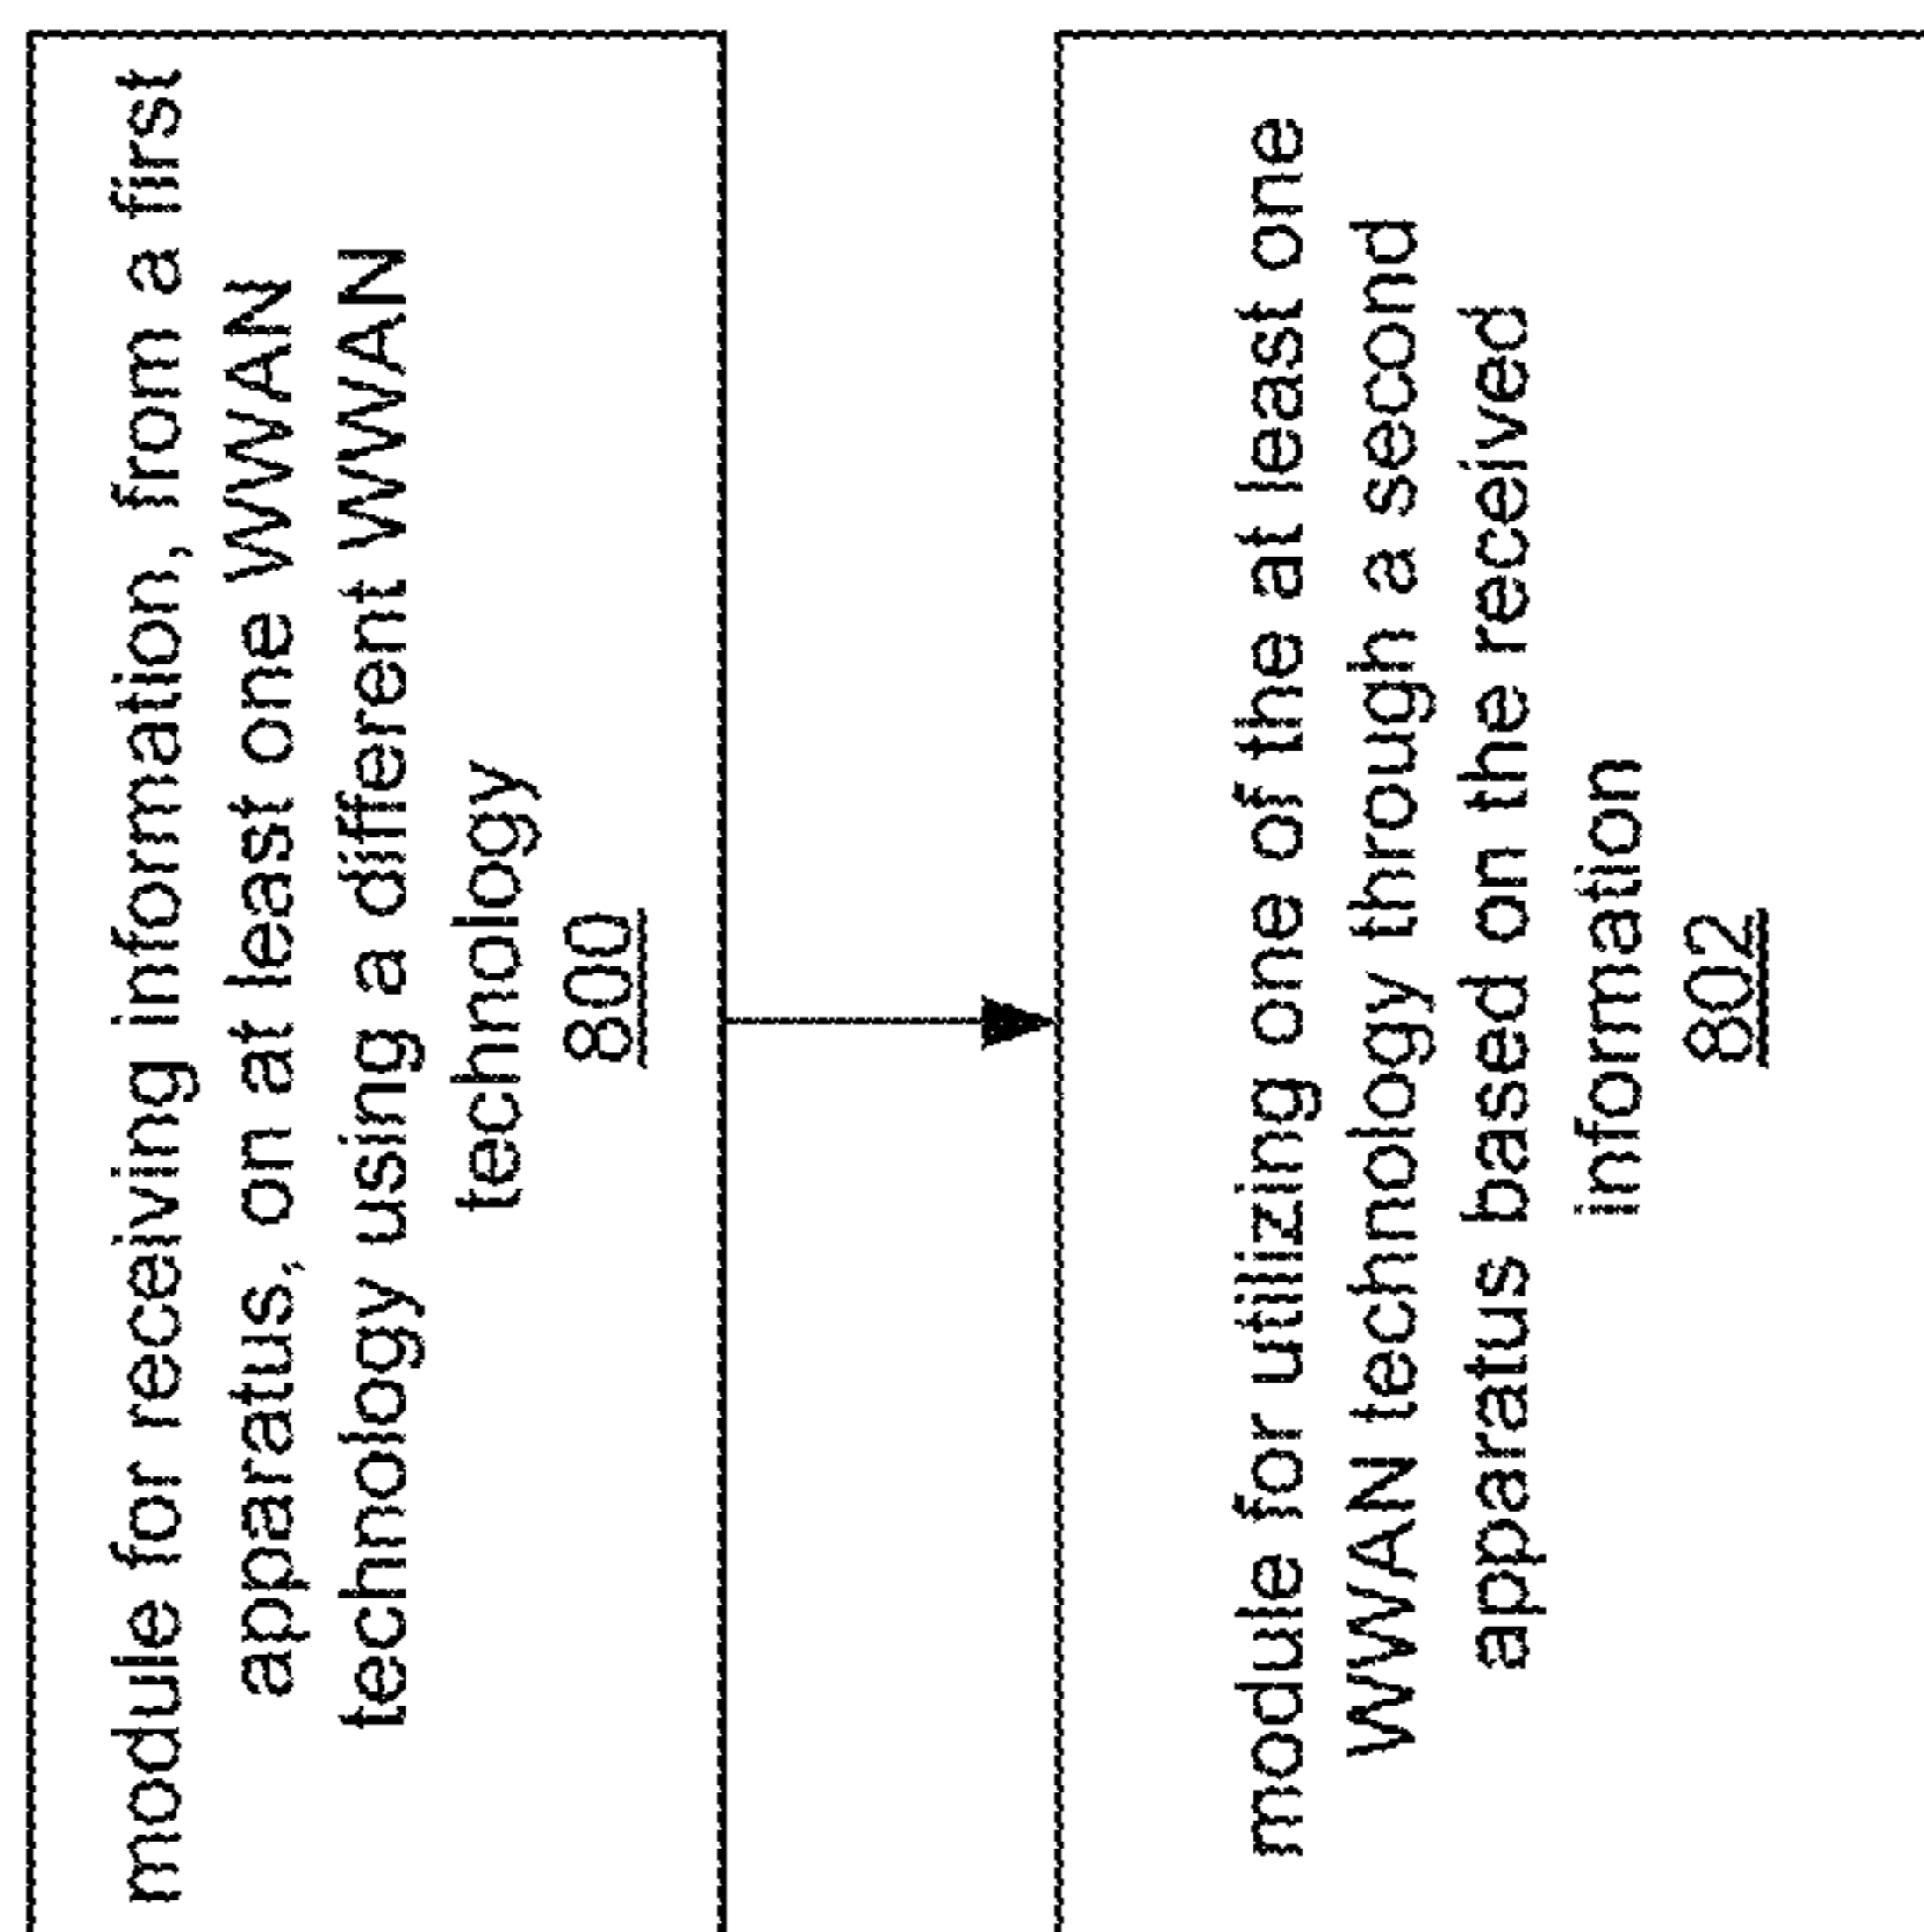 module for receiving information, from a first
apparatus, on at least one WWAN
technology using a different WWAN
technology
800
module for utilizing one of the at least one
WWAN technology through a second
apparatus based on the received
information
802